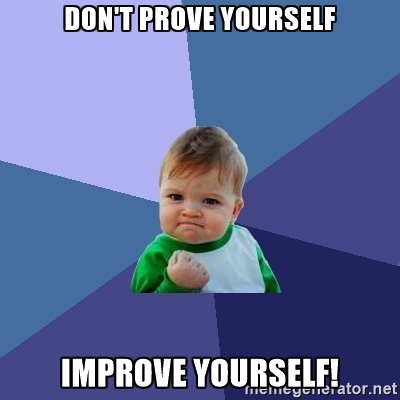 DON'T PROVE YOURSELF
IMPROVE YOURSELF!
memegenerator.net